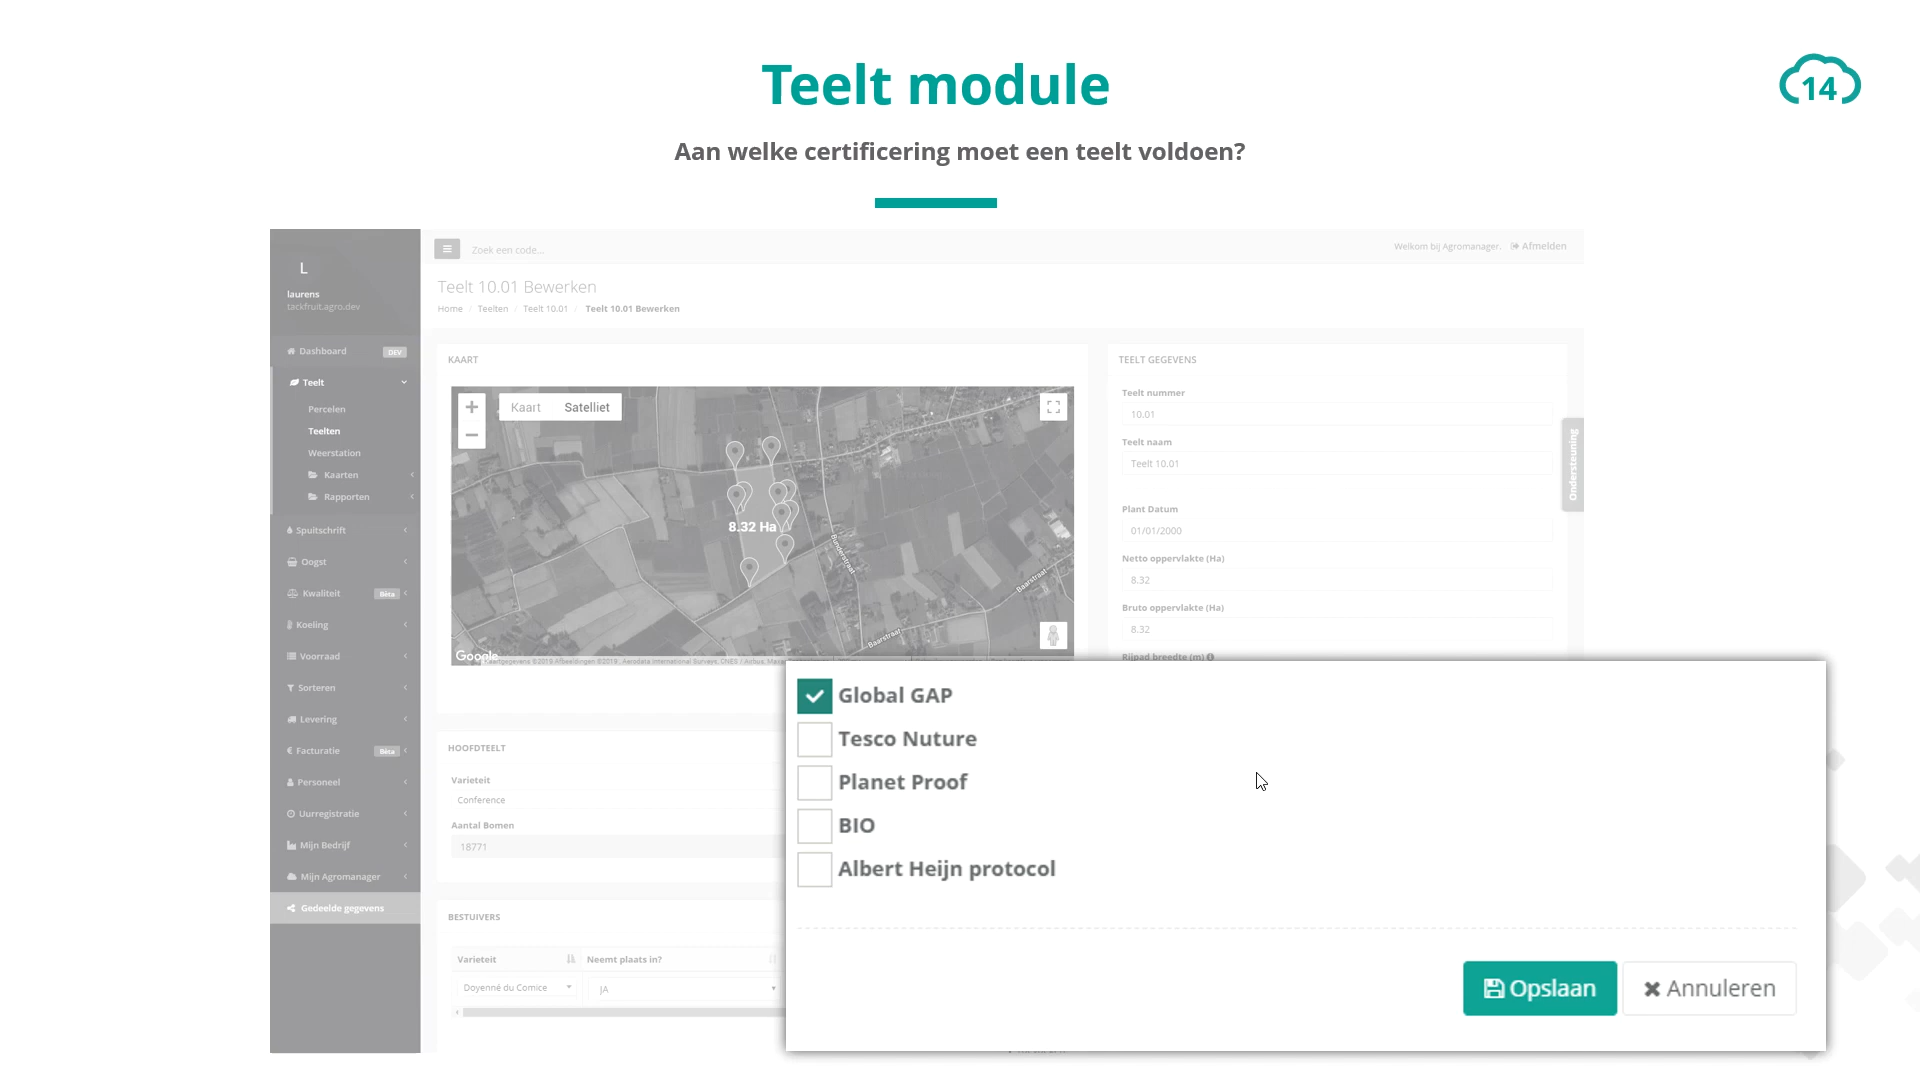 Teelt module
14
Aan welke certificering moet een teelt voldoen?
L
laurens
tackfruit.agro.dev
Dashboard DEV
Teelt
Percelen
Teelten
Weerstation
Kaarten
Rapporten
Spuitschrift
Oogst
Kwaliteit Bèta
Koeling
Voorraad
Sorteren
Levering
Facturatie Bèta
Personeel
Uurregistratie
Mijn Bedrijf
Mijn Agromanager
Gedeelde gegevens
Zoek een code...
Welkom bij Agromanager. Afmelden
Teelt 10.01 Bewerken
Home / Teelten / Teelt 10.01 / Teelt 10.01 Bewerken
KAART
Kaart Satelliet
8.32 Ha
Bunderstraat
Baarstraat
Baarstraat
Google
TEELT GEGEVENS
Teelt nummer
10.01
Teelt naam
Teelt 10.01
Plant Datum
01/01/2000
Netto oppervlakte (Ha)
8.32
Bruto oppervlakte (Ha)
8.32
Rijpad breedte (m)
Ondersteuning
HOOFDTEELT
Varieteit
Conference
Aantal Bomen
18771
BESTUIVERS
Varieteit Neemt plaats in?
Doyenné du Comice JA
Global GAP
Tesco Nuture
Planet Proof
BIO
Albert Heijn protocol
Opslaan Annuleren